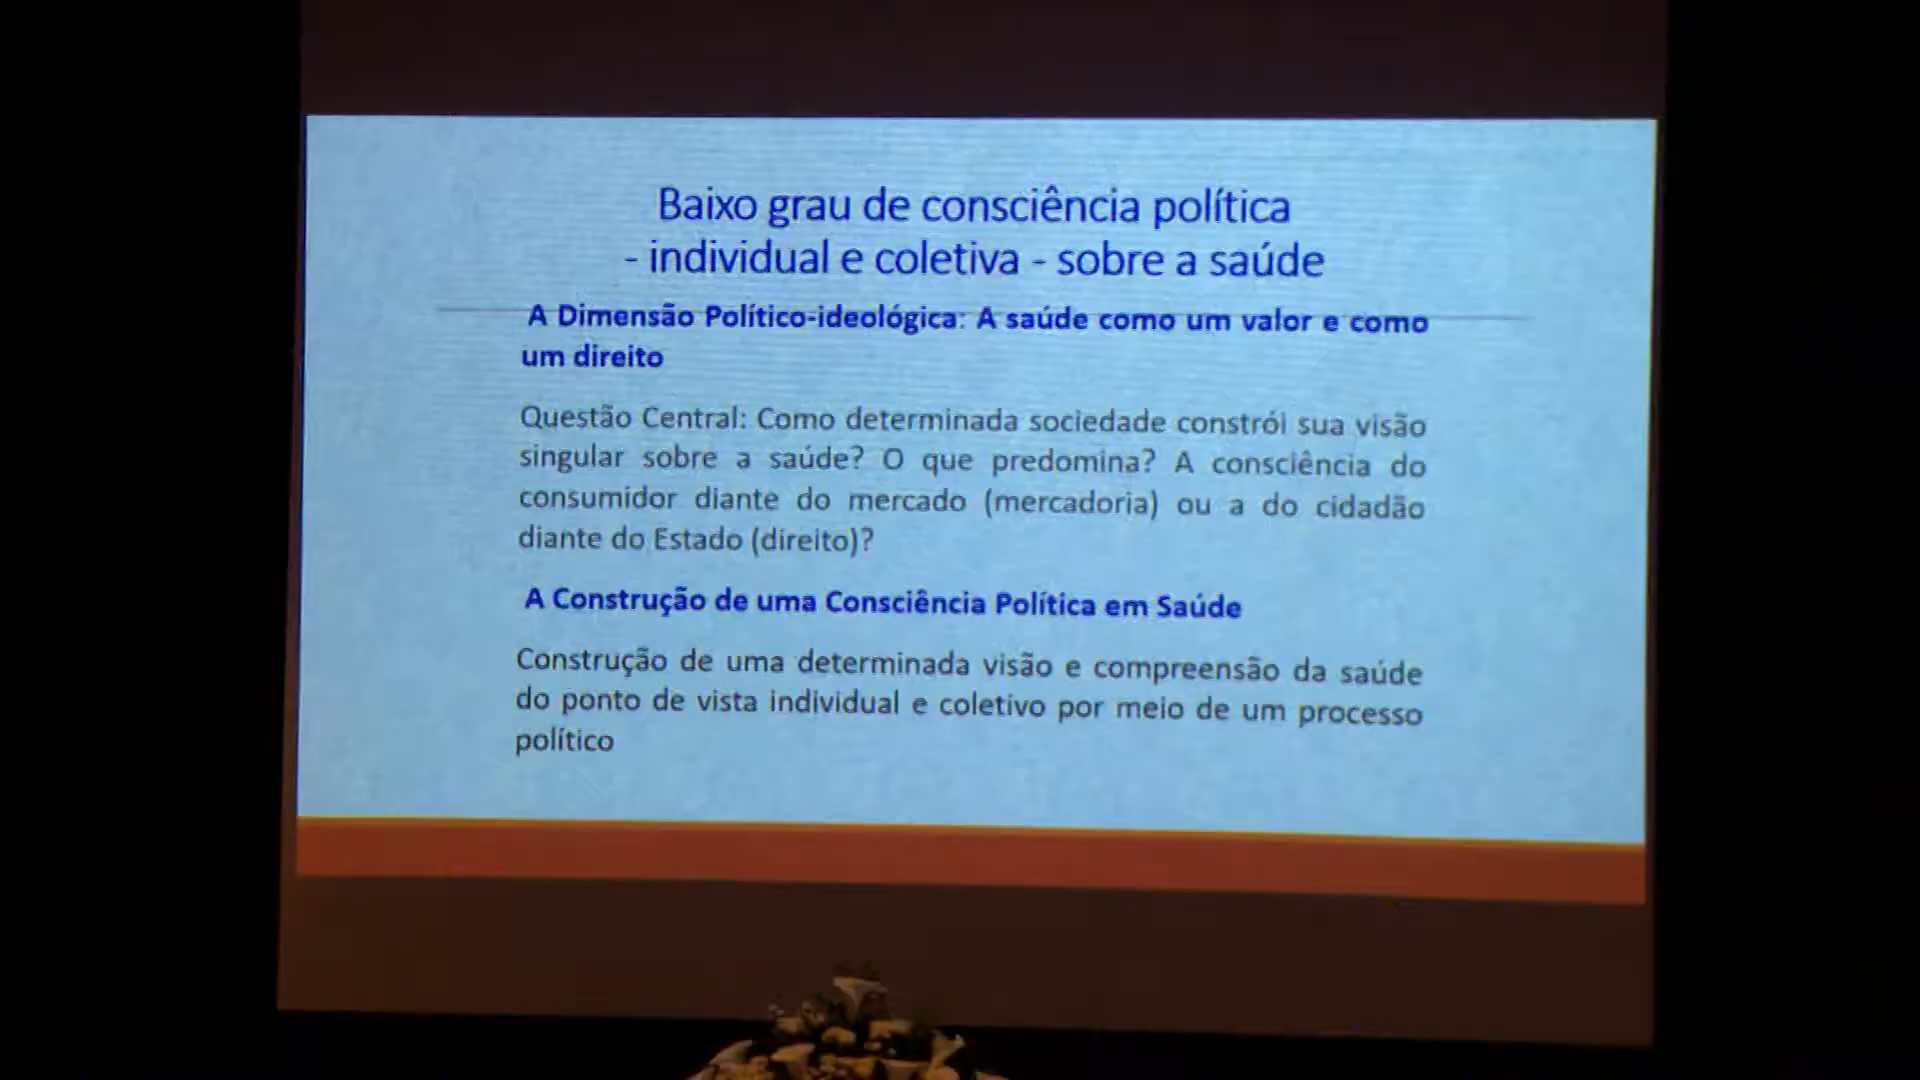 Baixo grau de consciência política
- individual e coletiva - sobre a saúde
A Dimensão Político-ideológica: A saúde como um valor e como
um direito
Questão Central: Como determinada sociedade constrói sua visão
singular sobre a saúde? O que predomina? A consciência do
consumidor diante do mercado (mercadoria) ou a do cidadão
diante do Estado (direito)?
A Construção de uma Consciência Política em Saúde
Construção de uma determinada visão e compreensão da saúde
do ponto de vista individual e coletivo por meio de um processo
político